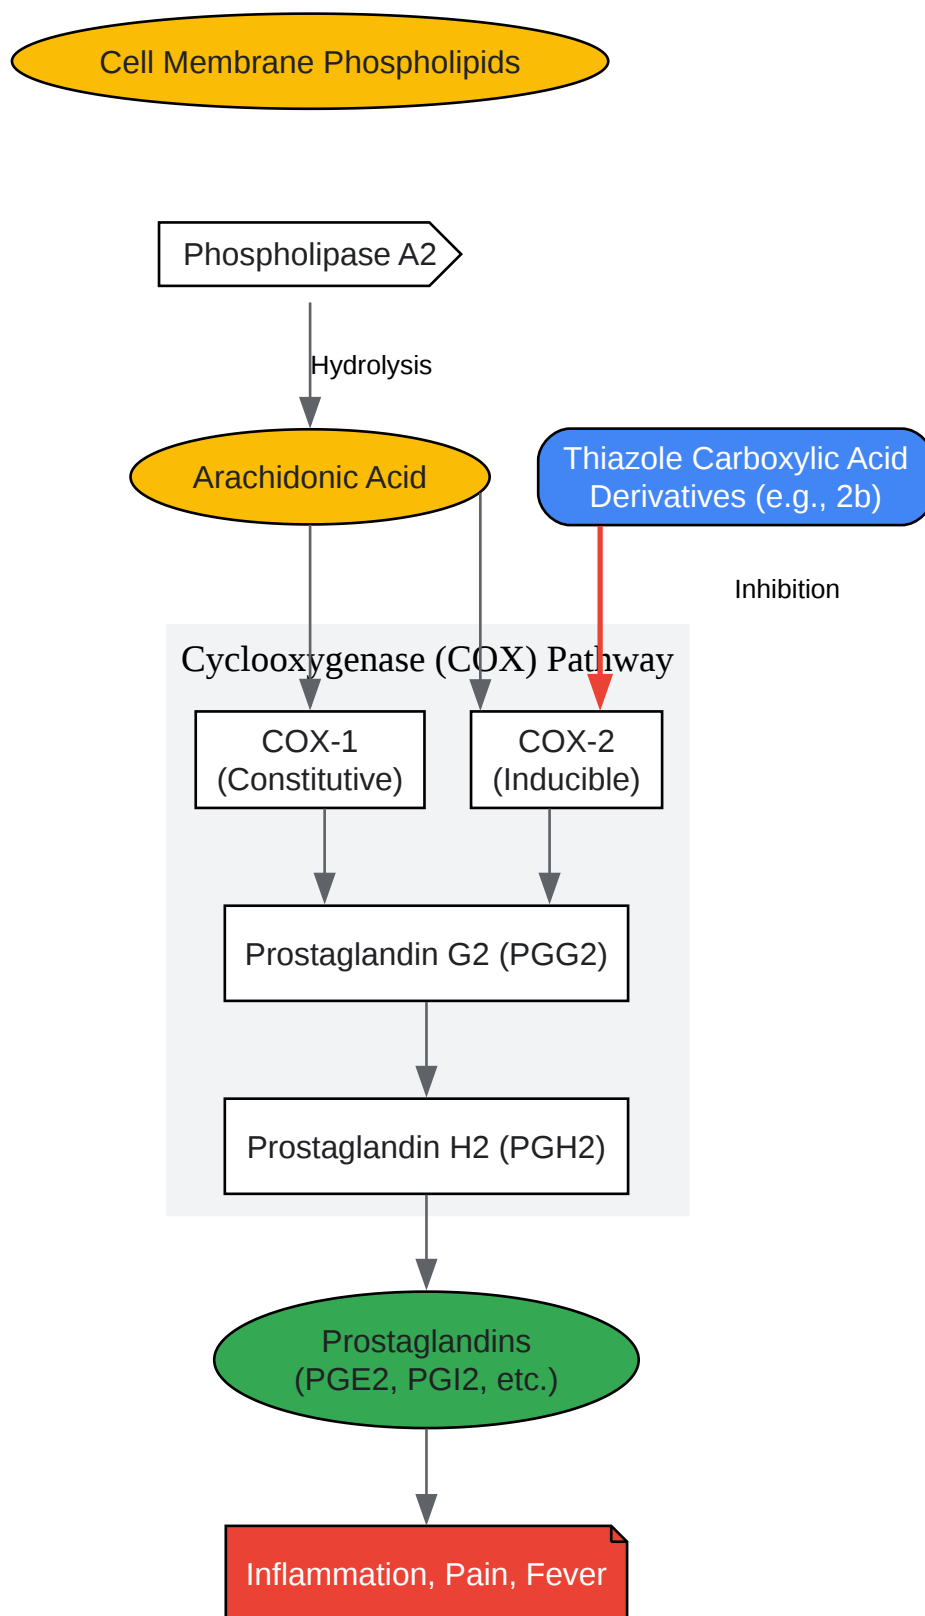 Cell Membrane Phospholipids
Phospholipase A2
Hydrolysis
Arachidonic Acid
Thiazole Carboxylic Acid
Derivatives (e.g., 2b)
Inhibition
Cyclooxygenase (COX) Pathway
COX-1
(Constitutive)
COX-2
(Inducible)
Prostaglandin G2 (PGG2)
Prostaglandin H2 (PGH2)
Prostaglandins
(PGE2, PGI2, etc.)
Inflammation, Pain, Fever